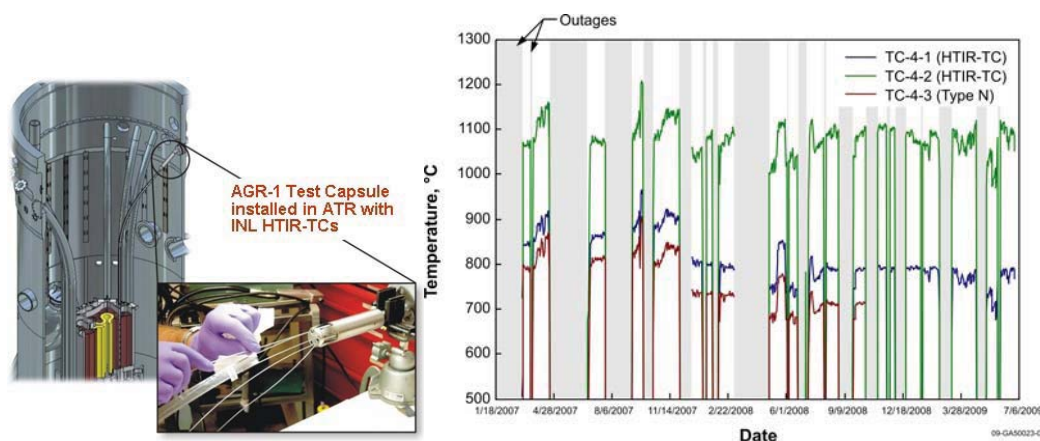 AGR-1 Test Capsule
installed in ATR with
INL HTIR-TCs
Outages
1300
1200
1100
1000
900
800
700
600
500
Temperature, °C
TC-4-1 (HTIR-TC)
TC-4-2 (HTIR-TC)
TC-4-3 (Type N)
1/18/2007 4/28/2007 8/6/2007 11/14/2007 2/22/2008 6/1/2008 9/9/2008 12/18/2008 3/28/2009 7/6/2009
Date